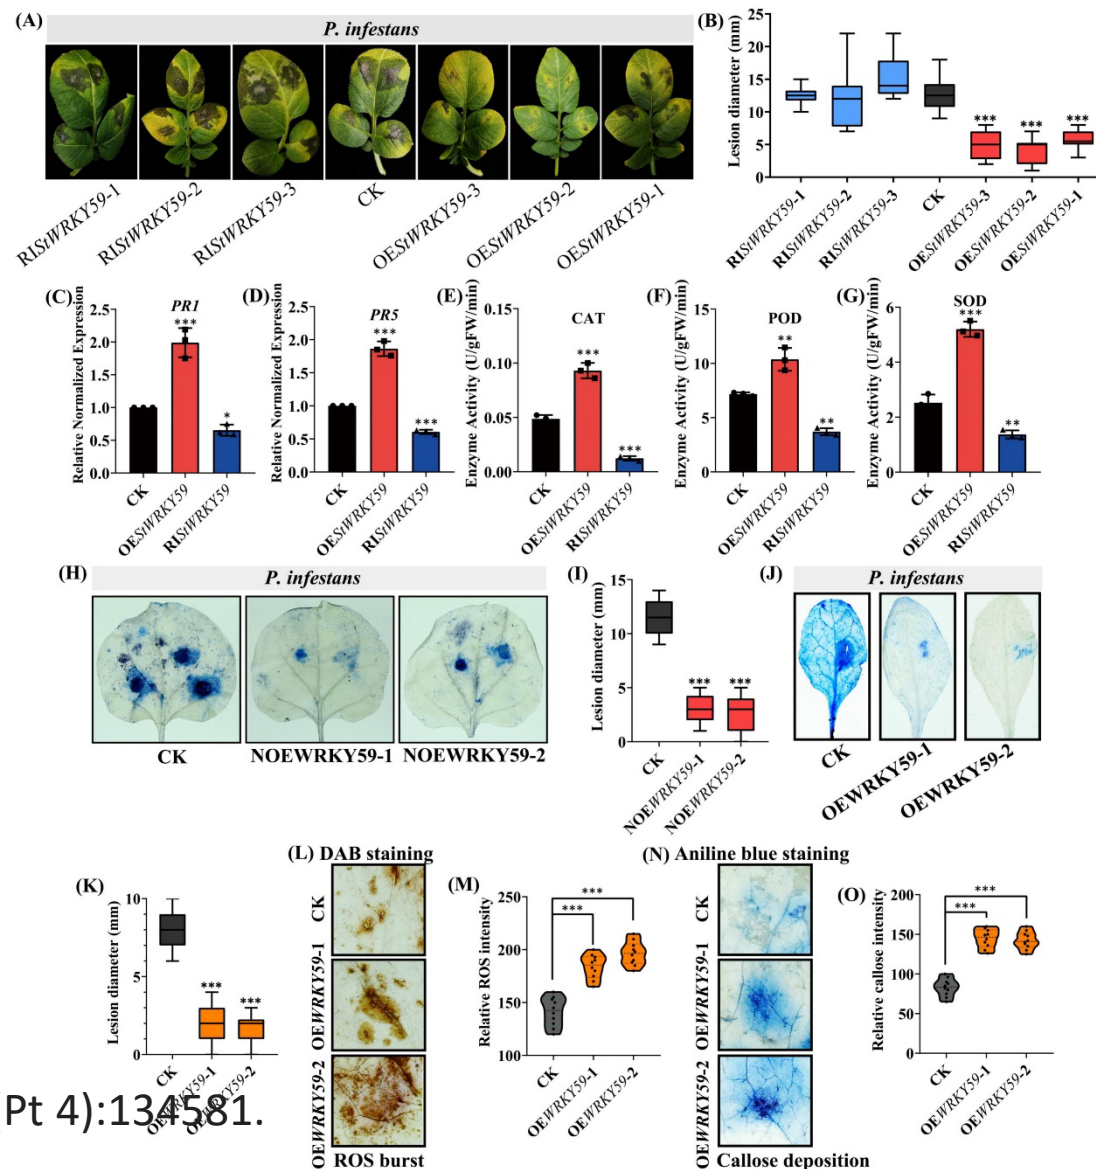 (A)
P. infestans
RIStWRKY59-1
RIStWRKY59-2
RIStWRKY59-3
CK
OEStWRKY59-3
OEStWRKY59-2
OEStWRKY59-1
(B)
Lesion diameter (mm)
25
20
15
10
5
0
***
***
***
RIStWRKY59-1
RIStWRKY59-2
RIStWRKY59-3
CK
OEStWRKY59-3
OEStWRKY59-2
OEStWRKY59-1
(C)
Relative Normalized Expression
PR1
2.5
2.0
1.5
1.0
0.5
0.0
***
*
CK
OEStWRKY59
RIStWRKY59
(D)
Relative Normalized Expression
PR5
2.5
2.0
1.5
1.0
0.5
0.0
***
***
CK
OEStWRKY59
RIStWRKY59
(E)
Enzyme Activity (U/gFW/min)
CAT
0.15
0.10
0.05
0.00
***
***
CK
OEStWRKY59
RIStWRKY59
(F)
Enzyme Activity (U/gFW/min)
POD
15
10
5
0
**
**
CK
OEStWRKY59
RIStWRKY59
(G)
Enzyme Activity (U/gFW/min)
SOD
6
4
2
0
***
**
CK
OEStWRKY59
RIStWRKY59
(H)
P. infestans
CK
NOEWRKY59-1
NOEWRKY59-2
(I)
Lesion diameter (mm)
15
10
5
0
***
***
CK
NOEWRKY59-1
NOEWRKY59-2
(J)
P. infestans
CK
OEWRKY59-1
OEWRKY59-2
(K)
Lesion diameter (mm)
10
8
6
4
2
0
***
***
CK
OEWRKY59-1
OEWRKY59-2
(L) DAB staining
CK
OEWRKY59-1
OEWRKY59-2
ROS burst
(M)
Relative ROS intensity
250
200
150
100
***
***
CK
OEWRKY59-1
OEWRKY59-2
(N) Aniline blue staining
CK
OEWRKY59-1
OEWRKY59-2
Callose deposition
(O)
Relative callose intensity
200
150
100
50
0
***
***
CK
OEWRKY59-1
OEWRKY59-2
Pt 4):134581.